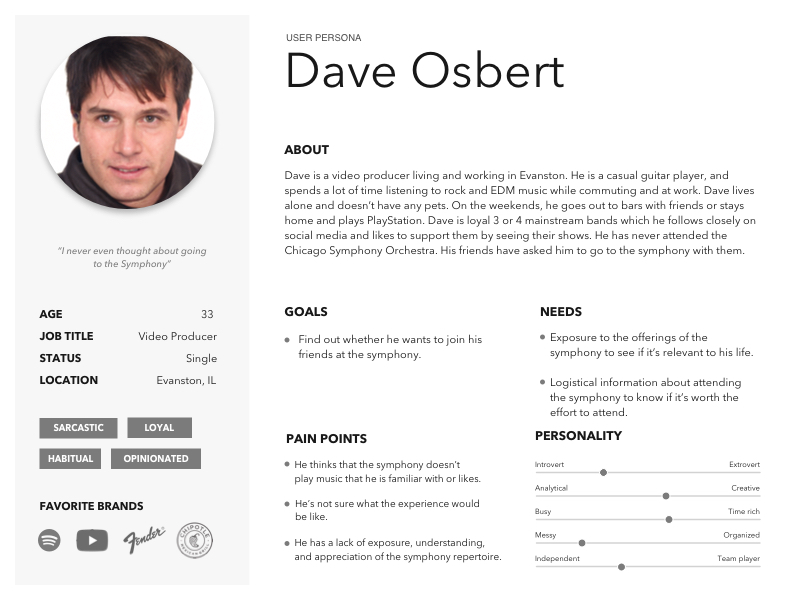 USER PERSONA
Dave Osbert
"I never even thought about going
to the Symphony"
AGE 33
JOB TITLE Video Producer
STATUS Single
LOCATION Evanston, IL
SARCASTIC LOYAL
HABITUAL OPINIONATED
FAVORITE BRANDS
Fender
CHIPOTLE
MEXICAN GRILL
ABOUT
Dave is a video producer living and working in Evanston. He is a casual guitar player, and
spends a lot of time listening to rock and EDM music while commuting and at work. Dave lives
alone and doesn't have any pets. On the weekends, he goes out to bars with friends or stays
home and plays PlayStation. Dave is loyal 3 or 4 mainstream bands which he follows closely on
social media and likes to support them by seeing their shows. He has never attended the
Chicago Symphony Orchestra. His friends have asked him to go to the symphony with them.
GOALS
Find out whether he wants to join his
friends at the symphony.
NEEDS
Exposure to the offerings of the
symphony to see if it's relevant to his life.
Logistical information about attending
the symphony to know if it's worth the
effort to attend.
PAIN POINTS
He thinks that the symphony doesn't
play music that he is familiar with or likes.
He's not sure what the experience would
be like.
He has a lack of exposure, understanding,
and appreciation of the symphony repertoire.
PERSONALITY
Introvert Extrovert
Analytical Creative
Busy Time rich
Messy Organized
Independent Team player